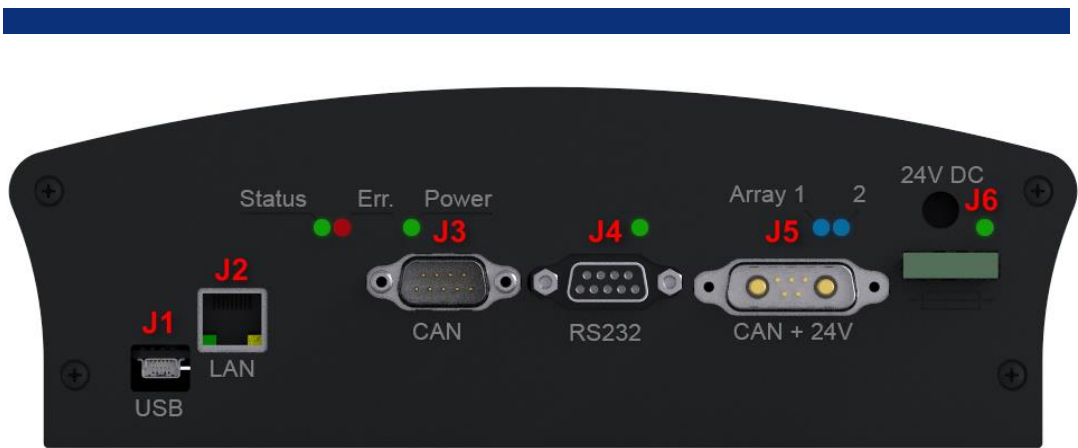 24V DC
Status Err. Power Array 1 2 J6
J3 J4 J5
J2
J1
CAN RS232 CAN + 24V
LAN
USB